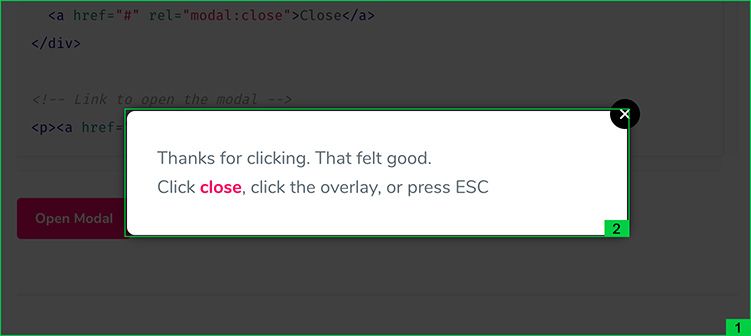 <a href="#" rel="modal:close">Close</a>
</div>
<!-- Link to open the modal -->
<p><a href=
Thanks for clicking. That felt good.
Click close, click the overlay, or press ESC
Open Modal
2
1